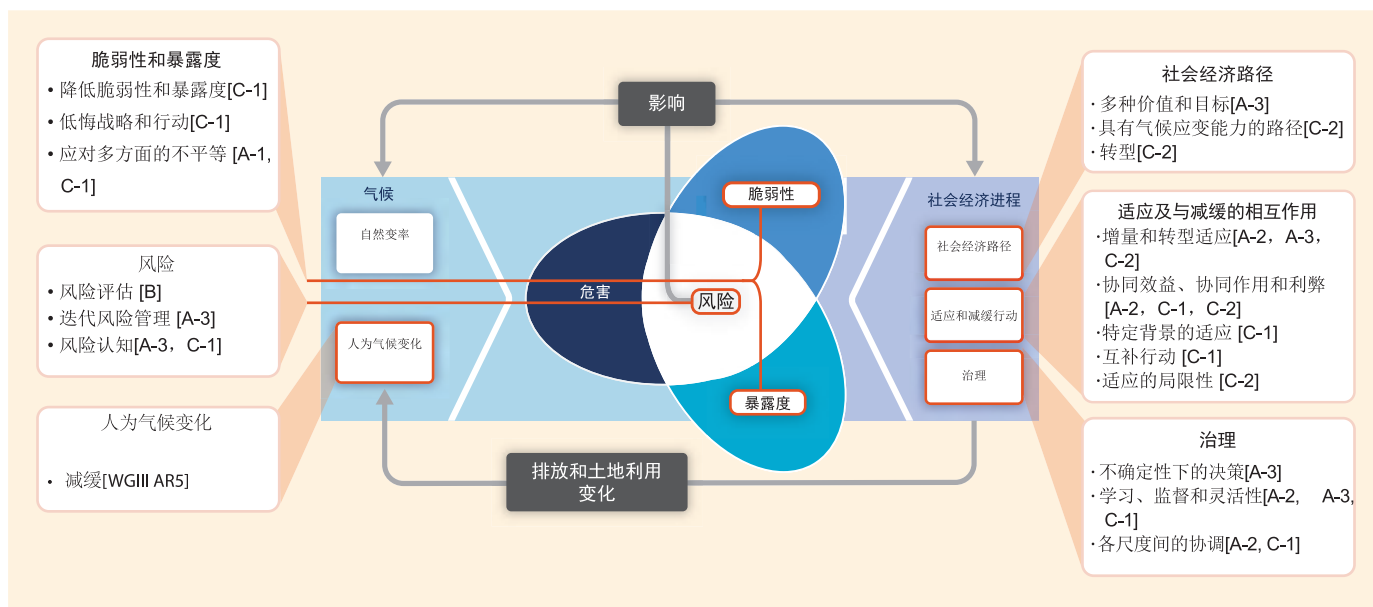 脆弱性和暴露度
• 降低脆弱性和暴露度[C-1]
• 低悔战略和行动[C-1]
• 应对多方面的不平等 [A-1,
C-1]
风险
• 风险评估 [B]
• 迭代风险管理 [A-3]
• 风险认知[A-3，C-1]
人为气候变化
• 减缓[WGIII AR5]
影响
气候
自然变率
人为气候变化
危害
脆弱性
风险
暴露度
排放和土地利用
变化
社会经济进程
社会经济路径
适应和减缓行动
治理
社会经济路径
·多种价值和目标[A-3]
·具有气候应变能力的路径[C-2]
·转型[C-2]
适应及与减缓的相互作用
·增量和转型适应[A-2，A-3，
C-2]
·协同效益、协同作用和利弊
[A-2，C-1，C-2]
·特定背景的适应 [C-1]
·互补行动 [C-1]
·适应的局限性 [C-2]
治理
·不确定性下的决策[A-3]
·学习、监督和灵活性[A-2, A-3,
C-1]
·各尺度间的协调[A-2, C-1]